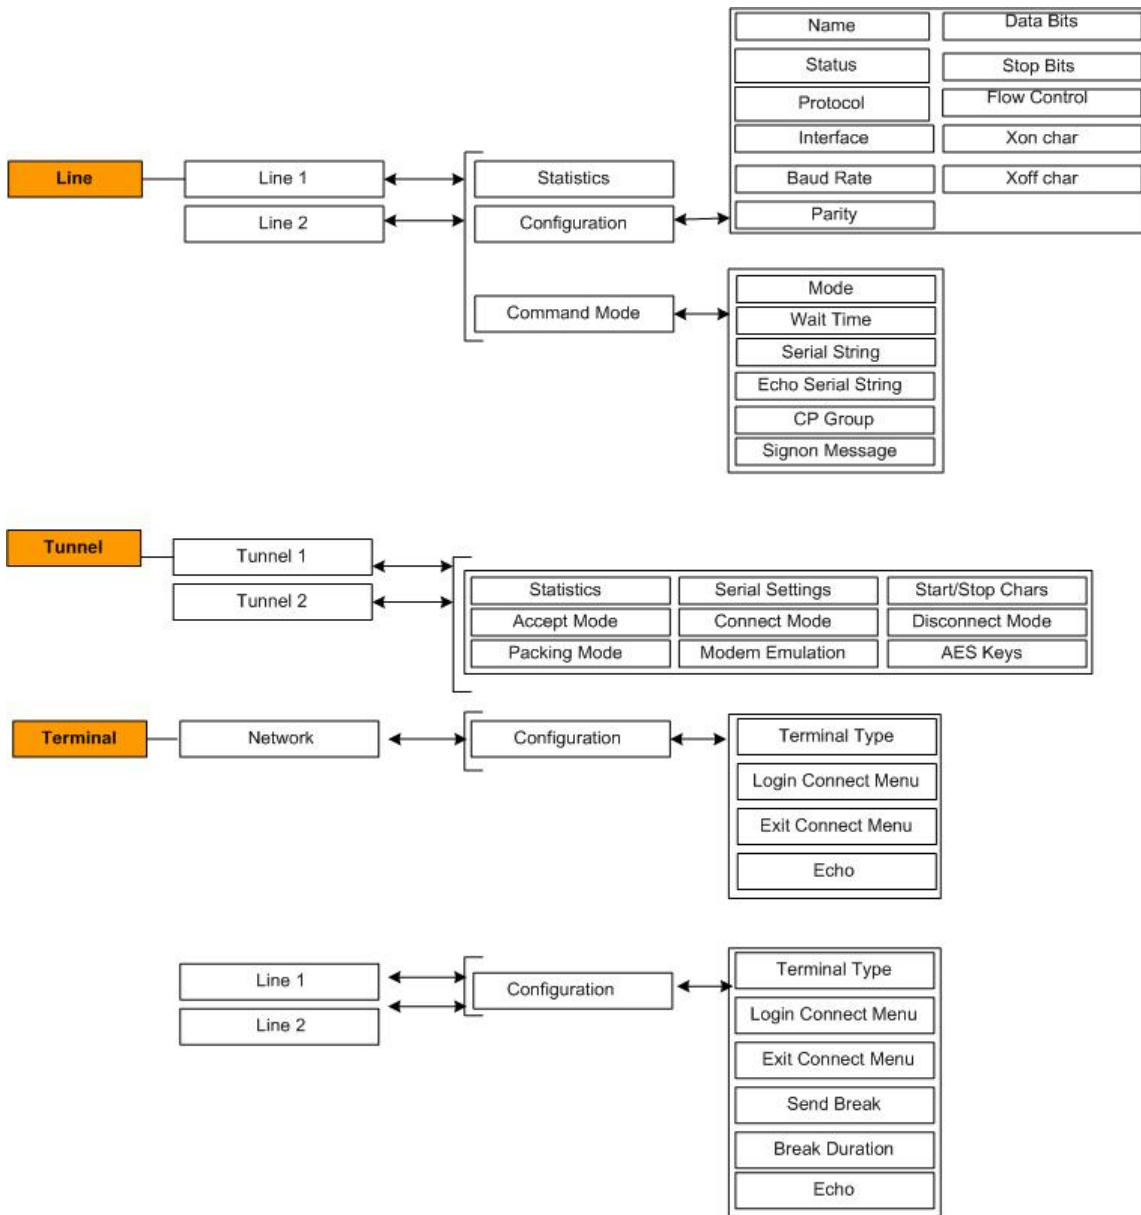 Name
Data Bits
Status
Stop Bits
Protocol
Flow Control
Interface
Xon char
Line
Line 1
Statistics
Baud Rate
Xoff char
Line 2
Configuration
Parity
Command Mode
Mode
Wait Time
Serial String
Echo Serial String
CP Group
Signon Message
Tunnel
Tunnel 1
Tunnel 2
Statistics
Serial Settings
Start/Stop Chars
Accept Mode
Connect Mode
Disconnect Mode
Packing Mode
Modem Emulation
AES Keys
Terminal
Network
Configuration
Terminal Type
Login Connect Menu
Exit Connect Menu
Echo
Line 1
Line 2
Configuration
Terminal Type
Login Connect Menu
Exit Connect Menu
Send Break
Break Duration
Echo